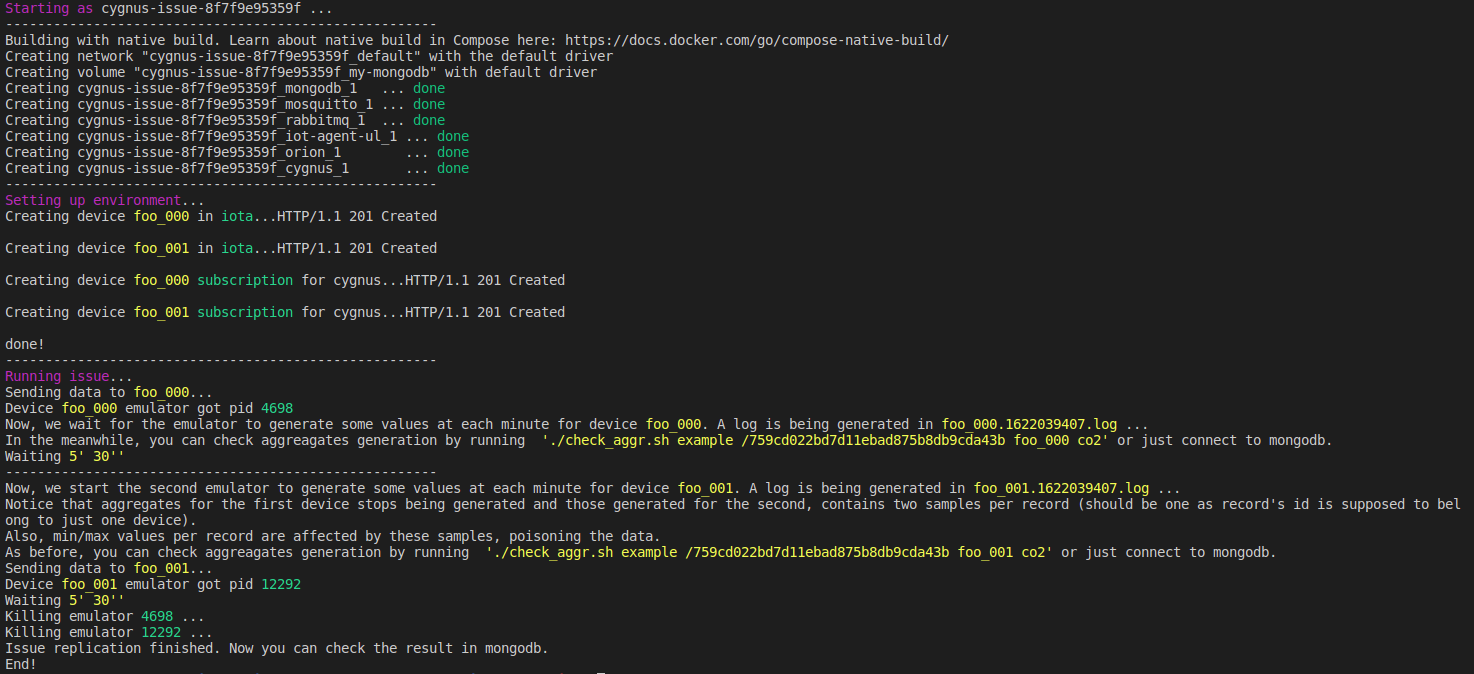 Starting as cygnus-issue-8f7f9e95359f ...
------------------------------------------------------
Building with native build. Learn about native build in Compose here: https://docs.docker.com/go/compose-native-build/
Creating network "cygnus-issue-8f7f9e95359f_default" with the default driver
Creating volume "cygnus-issue-8f7f9e95359f_my-mongodb" with default driver
Creating cygnus-issue-8f7f9e95359f_mongodb_1   ... done
Creating cygnus-issue-8f7f9e95359f_mosquitto_1 ... done
Creating cygnus-issue-8f7f9e95359f_rabbitmq_1  ... done
Creating cygnus-issue-8f7f9e95359f_iot-agent-ul_1 ... done
Creating cygnus-issue-8f7f9e95359f_orion_1        ... done
Creating cygnus-issue-8f7f9e95359f_cygnus_1       ... done
------------------------------------------------------
Setting up environment...
Creating device foo_000 in iota...HTTP/1.1 201 Created
Creating device foo_001 in iota...HTTP/1.1 201 Created
Creating device foo_000 subscription for cygnus...HTTP/1.1 201 Created
Creating device foo_001 subscription for cygnus...HTTP/1.1 201 Created
done!
------------------------------------------------------
Running issue...
Sending data to foo_000...
Device foo_000 emulator got pid 4698
Now, we wait for the emulator to generate some values at each minute for device foo_000. A log is being generated in foo_000.1622039407.log ...
In the meanwhile, you can check aggreagates generation by running  './check_aggr.sh example /759cd022bd7d11ebad875b8db9cda43b foo_000 co2' or just connect to mongodb.
Waiting 5' 30''
------------------------------------------------------
Now, we start the second emulator to generate some values at each minute for device foo_001. A log is being generated in foo_001.1622039407.log ...
Notice that aggregates for the first device stops being generated and those generated for the second, contains two samples per record (should be one as record's id is supposed to bel
ong to just one device).
Also, min/max values per record are affected by these samples, poisoning the data.
As before, you can check aggreagates generation by running  './check_aggr.sh example /759cd022bd7d11ebad875b8db9cda43b foo_001 co2' or just connect to mongodb.
Sending data to foo_001...
Device foo_001 emulator got pid 12292
Waiting 5' 30''
Killing emulator 4698 ...
Killing emulator 12292 ...
Issue replication finished. Now you can check the result in mongodb.
End!